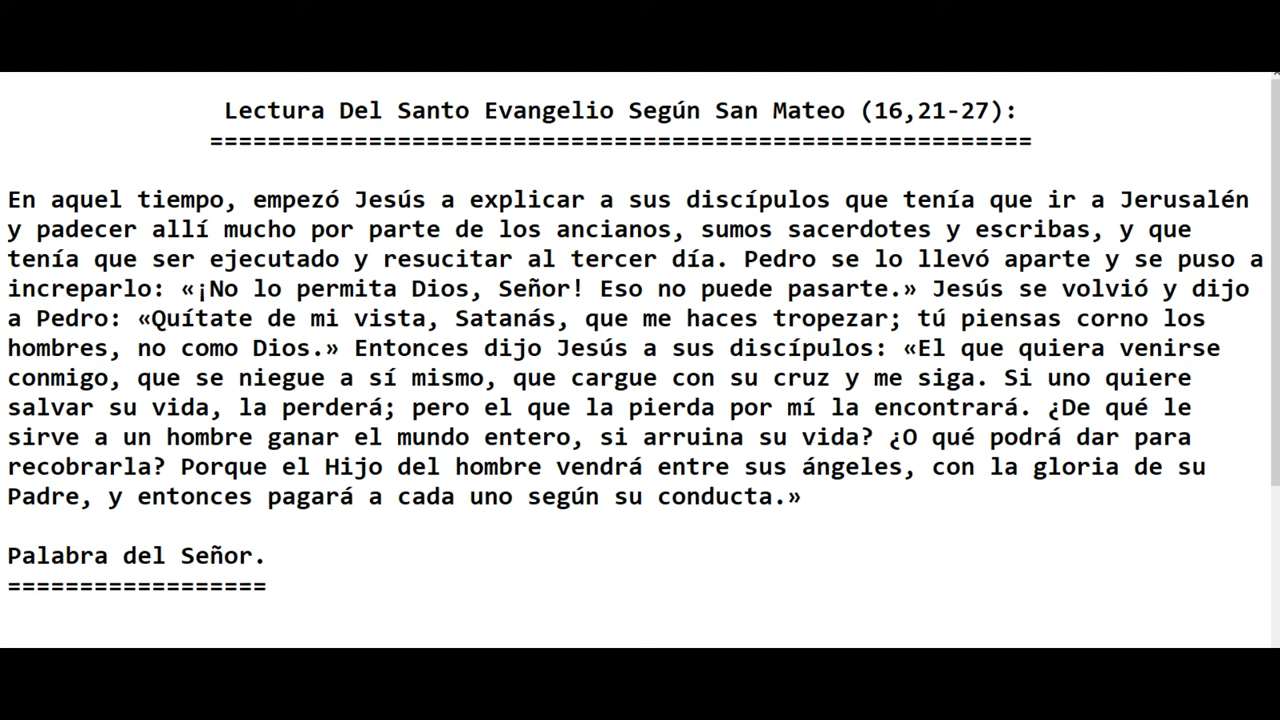 Lectura Del Santo Evangelio Según San Mateo (16,21-27):
=========================================================
En aquel tiempo, empezó Jesús a explicar a sus discípulos que tenía que ir a Jerusalén
y padecer allí mucho por parte de los ancianos, sumos sacerdotes y escribas, y que
tenía que ser ejecutado y resucitar al tercer día. Pedro se lo llevó aparte y se puso a
increparlo: «¡No lo permita Dios, Señor! Eso no puede pasarte.» Jesús se volvió y dijo
a Pedro: «Quítate de mi vista, Satanás, que me haces tropezar; tú piensas corno los
hombres, no como Dios.» Entonces dijo Jesús a sus discípulos: «El que quiera venirse
conmigo, que se niegue a sí mismo, que cargue con su cruz y me siga. Si uno quiere
salvar su vida, la perderá; pero el que la pierda por mí la encontrará. ¿De qué le
sirve a un hombre ganar el mundo entero, si arruina su vida? ¿O qué podrá dar para
recobrarla? Porque el Hijo del hombre vendrá entre sus ángeles, con la gloria de su
Padre, y entonces pagará a cada uno según su conducta.»
Palabra del Señor.
==================